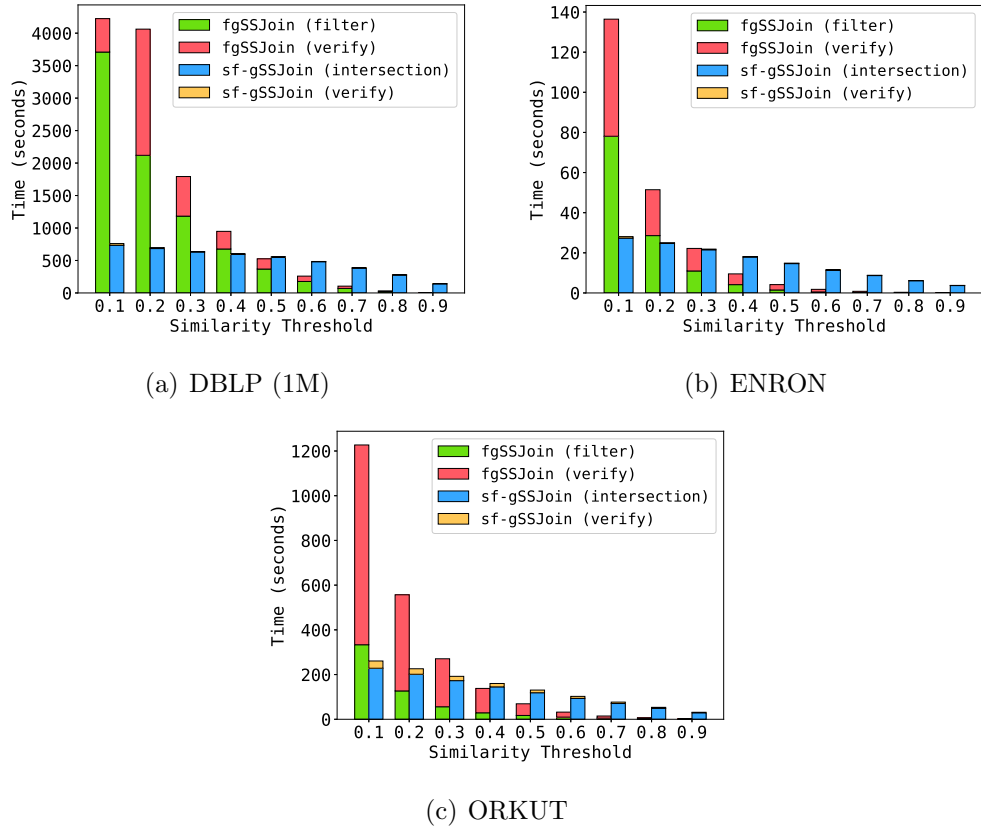 4000
3500
3000
2500
2000
1500
1000
500
0
Time (seconds)
fgSSJoin (filter)
fgSSJoin (verify)
sf-gSSJoin (intersection)
sf-gSSJoin (verify)
0.1 0.2 0.3 0.4 0.5 0.6 0.7 0.8 0.9
Similarity Threshold
(a) DBLP (1M)
140
120
100
80
60
40
20
0
Time (seconds)
fgSSJoin (filter)
fgSSJoin (verify)
sf-gSSJoin (intersection)
sf-gSSJoin (verify)
0.1 0.2 0.3 0.4 0.5 0.6 0.7 0.8 0.9
Similarity Threshold
(b) ENRON
1200
1000
800
600
400
200
0
Time (seconds)
fgSSJoin (filter)
fgSSJoin (verify)
sf-gSSJoin (intersection)
sf-gSSJoin (verify)
0.1 0.2 0.3 0.4 0.5 0.6 0.7 0.8 0.9
Similarity Threshold
(c) ORKUT